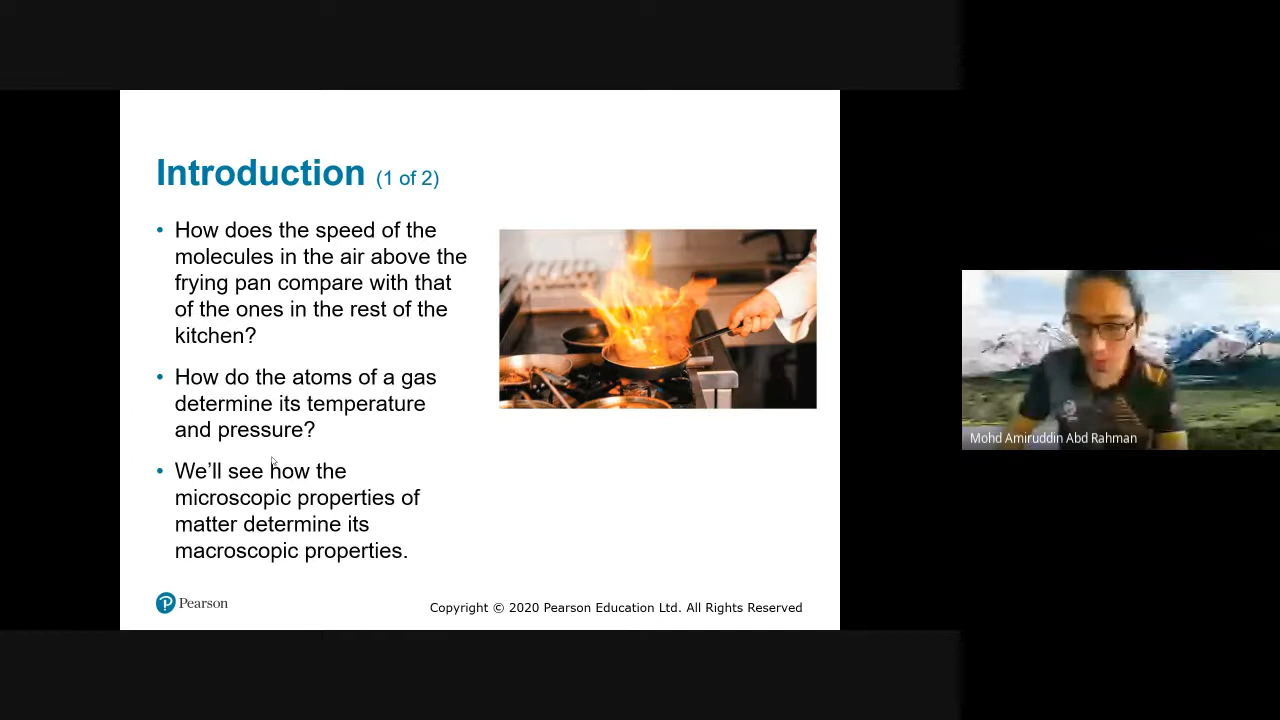 Introduction (1 of 2)
• How does the speed of the
molecules in the air above the
frying pan compare with that
of the ones in the rest of the
kitchen?
• How do the atoms of a gas
determine its temperature
and pressure?
• We’ll see how the
microscopic properties of
matter determine its
macroscopic properties.
Pearson
Copyright © 2020 Pearson Education Ltd. All Rights Reserved
Mohd Amiruddin Abd Rahman